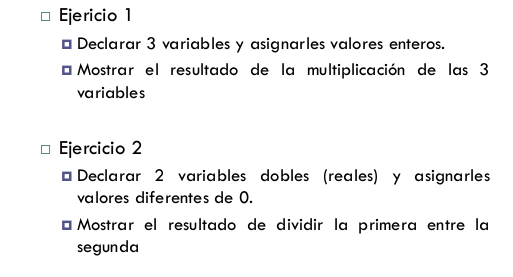 Ejericio 1
Declarar 3 variables y asignarles valores enteros.
Mostrar el resultado de la multiplicación de las 3
variables
Ejercicio 2
Declarar 2 variables dobles (reales) y asignarles
valores diferentes de 0.
Mostrar el resultado de dividir la primera entre la
segunda